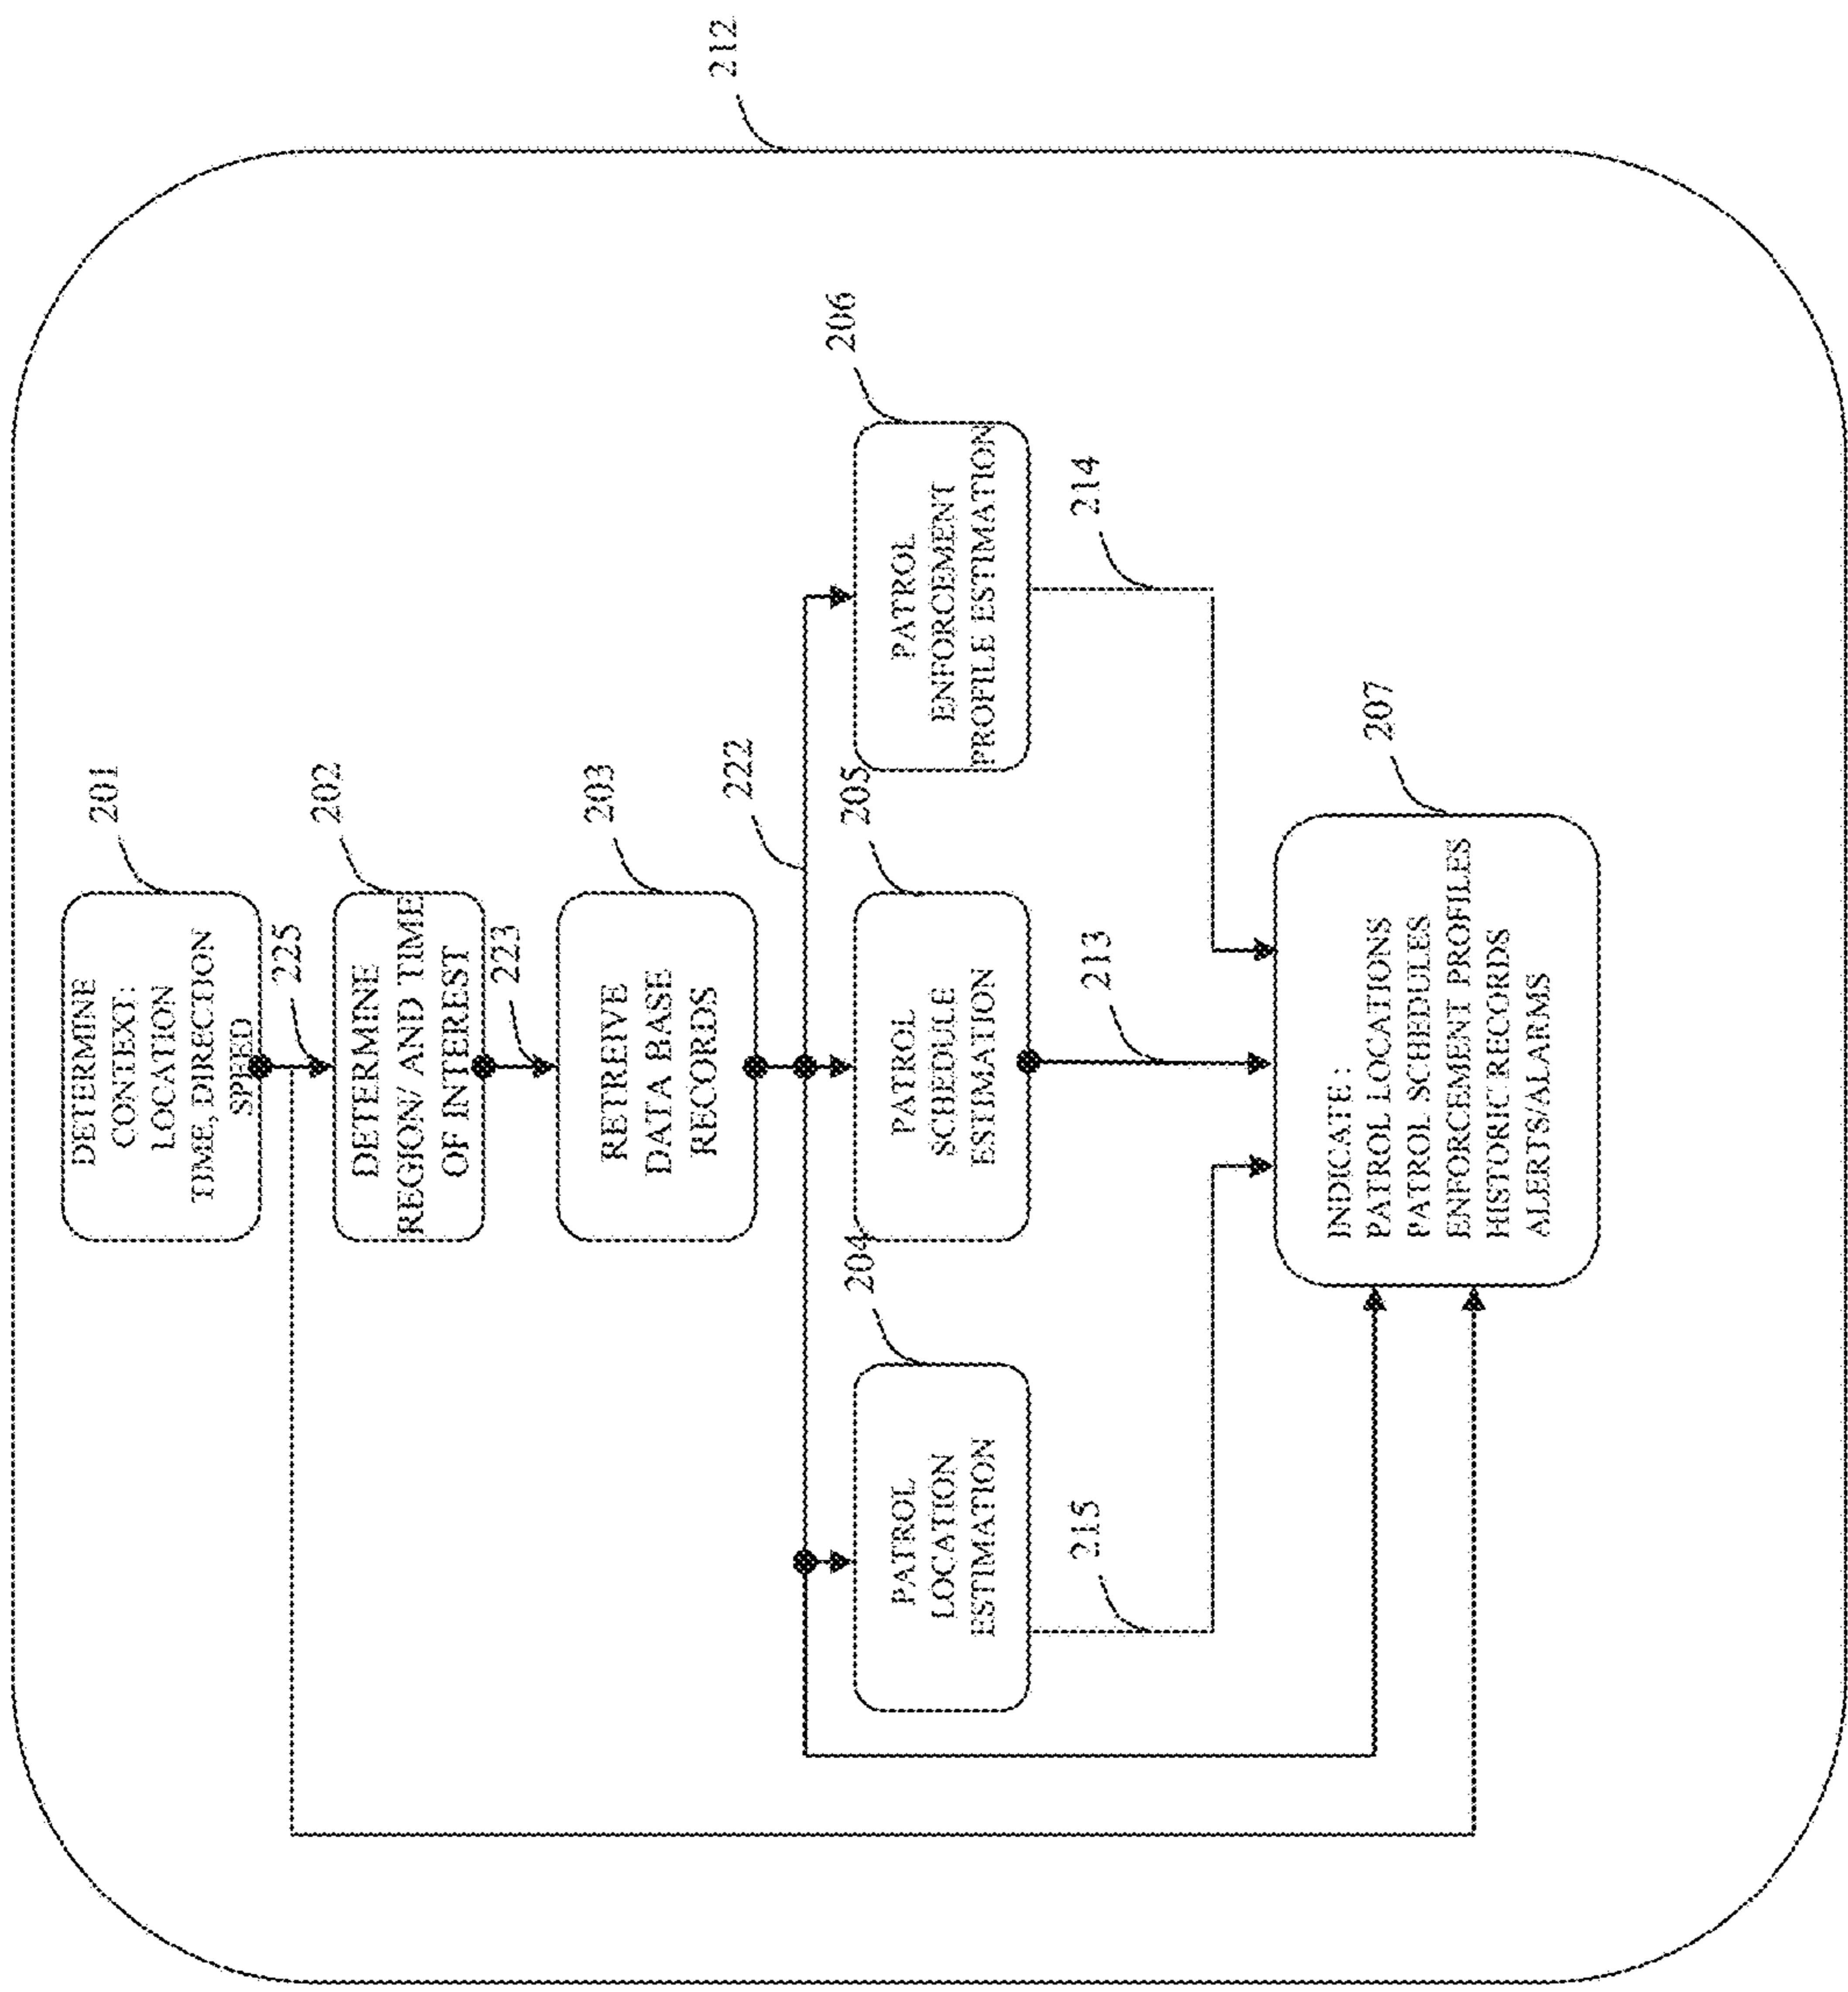 212
201
DETERMINE
CONTEXT:
LOCATION
TIME, DIRECTION
SPEED
225
202
DETERMINE
REGION/ AND TIME
OF INTEREST
223
203
RETREIVE
DATA BASE
RECORDS
222
204
PATROL
LOCATION
ESTIMATION
205
PATROL
SCHEDULE
ESTIMATION
206
PATROL
ENFORCEMENT
PROFILE ESTIMATION
215
213
214
207
INDICATE :
PATROL LOCATIONS
PATROL SCHEDULES
ENFORCEMENT PROFILES
HISTORIC RECORDS
ALERTS/ALARMS